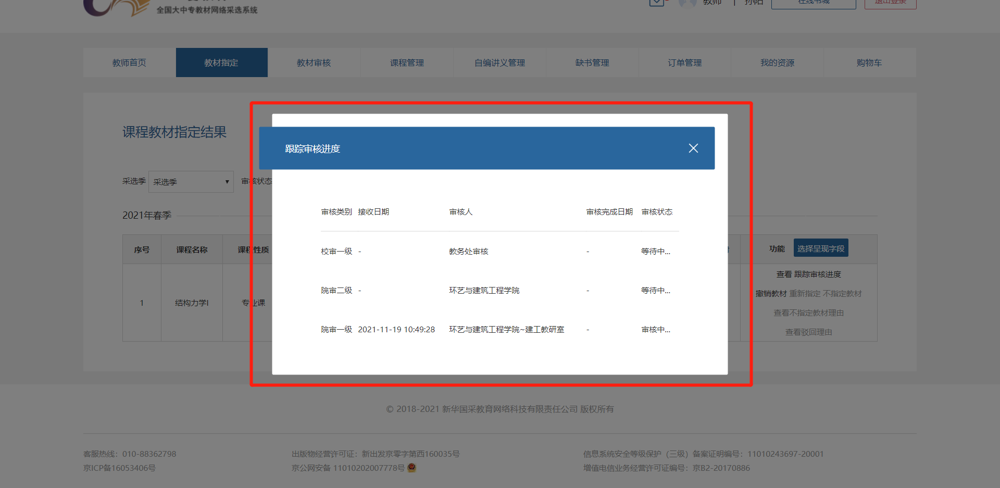 全国大中专教材网络采选系统
教师 | 孙阳 在线书城 退出登录
教师首页 教材指定 教材审核 课程管理 自编讲义管理 缺书管理 订单管理 我的资源 购物车
课程教材指定结果
采选季 采选季 审核状态
2021年春季
序号 课程名称 课程性质 功能 选择呈现字段
1 结构力学Ⅰ 专业课
查看 跟踪审核进度
撤销教材 重新指定 不指定教材
查看不指定教材理由
查看驳回理由
跟踪审核进度
审核类别 接收日期 审核人 审核完成日期 审核状态
校审一级 - 教务处审核 - 等待中...
院审二级 - 环艺与建筑工程学院 - 等待中...
院审一级 2021-11-19 10:49:28 环艺与建筑工程学院~建工教研室 - 审核中...
© 2018-2021 新华国采教育网络科技有限责任公司 版权所有
客服热线：010-88362798 出版物经营许可证：新出发京零字第西160035号 信息系统安全等级保护（三级）备案证明编号：11010243697-20001
京ICP备16053406号 京公网安备 11010202007778号 增值电信业务经营许可证编号：京B2-20170886